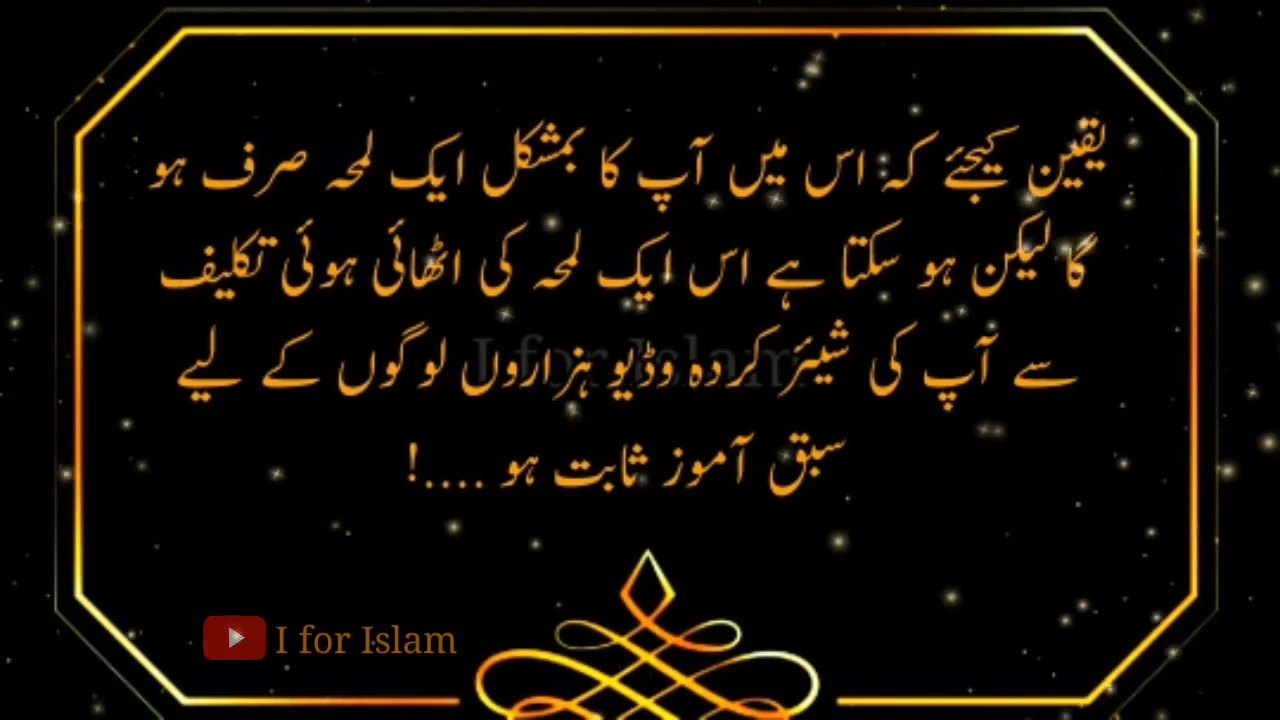 یقین کیجئے کہ اس میں آپ کا بمشکل ایک لمحہ صرف ہو
گا لیکن ہو سکتا ہے اس ایک لمحہ کی اٹھائی ہوئی تکلیف
سے آپ کی شیئر کردہ وڈیو ہزاروں لوگوں کے لیے
سبق آموز ثابت ہو ....!
I for Islam
I for Islam